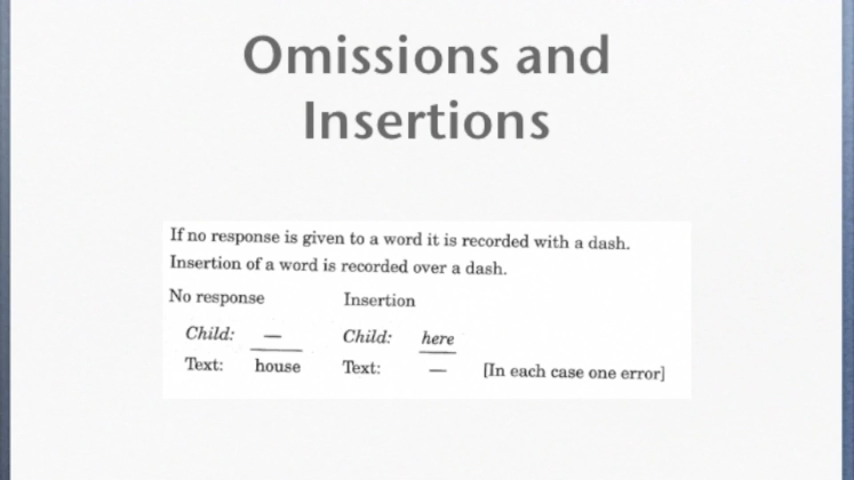 Omissions and
Insertions
If no response is given to a word it is recorded with a dash.
Insertion of a word is recorded over a dash.
No response Insertion
Child: — Child: here
Text: house Text: — [In each case one error]